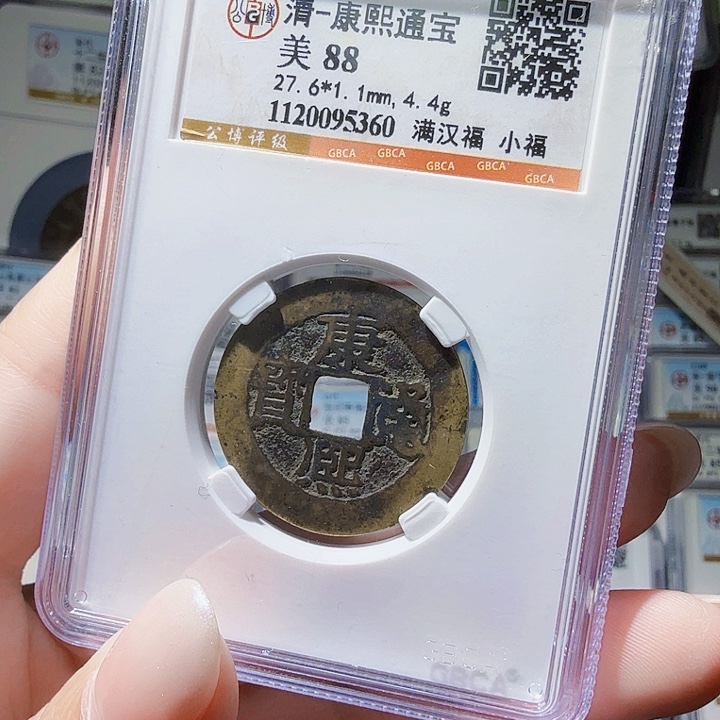 清-康熙通宝
美 88
27.6*1.1mm, 4.4g
1120095360 满汉福 小福
公博评级 GBCA GBCA GBCA GBCA GBCA
康熙通寶
GBCA